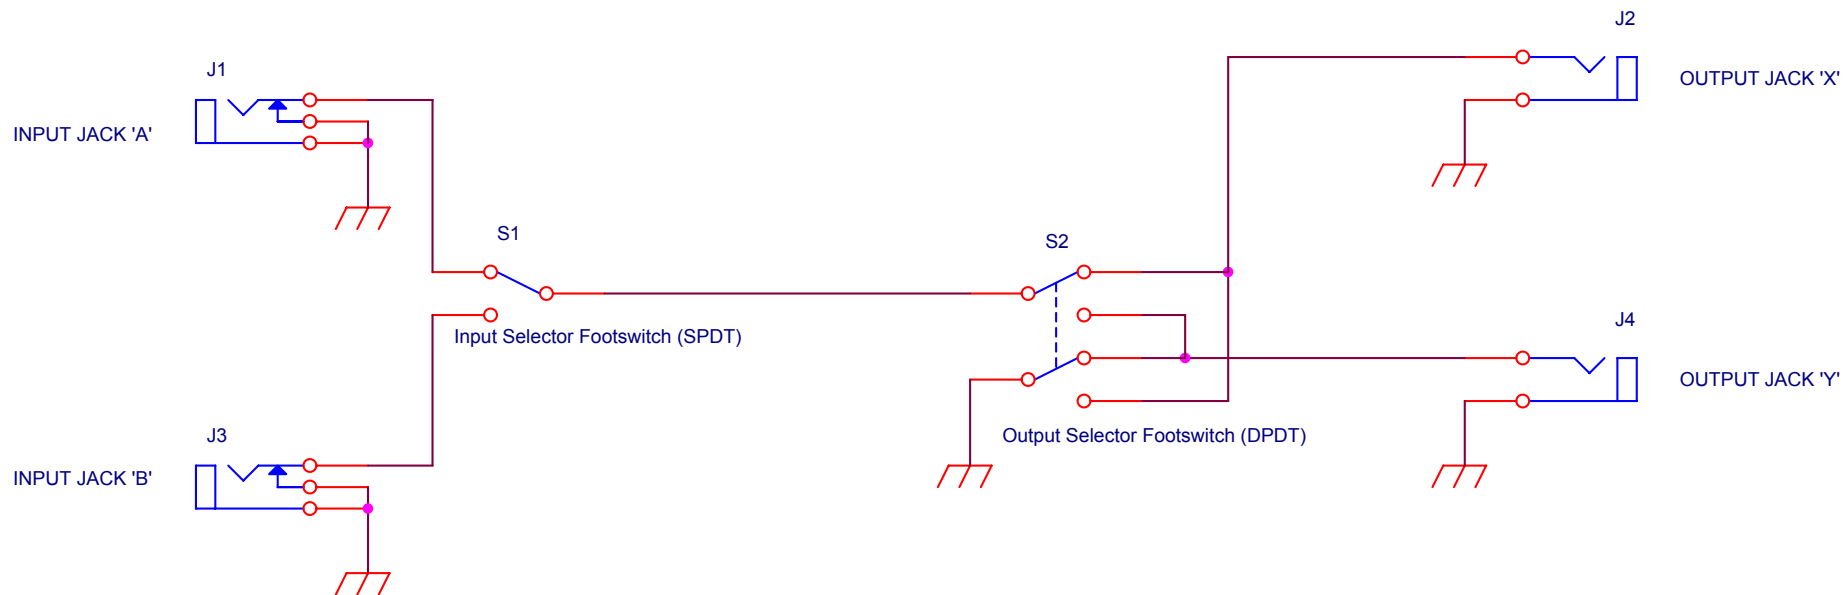 J2
OUTPUT JACK 'X'
J1
INPUT JACK 'A'
S1
S2
Input Selector Footswitch (SPDT)
J4
OUTPUT JACK 'Y'
Output Selector Footswitch (DPDT)
J3
INPUT JACK 'B'